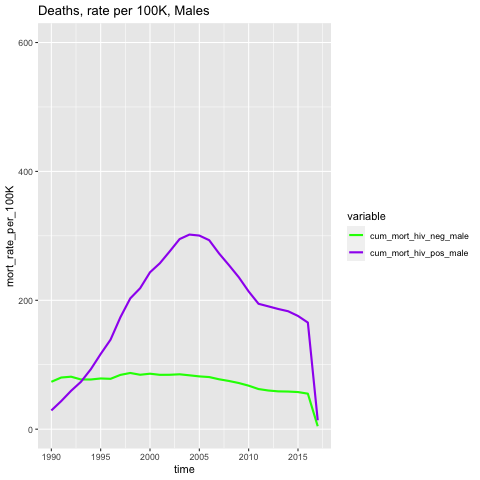 Deaths, rate per 100K, Males
600
400
200
0
mort_rate_per_100K
1990
1995
2000
2005
2010
2015
time
variable
cum_mort_hiv_neg_male
cum_mort_hiv_pos_male